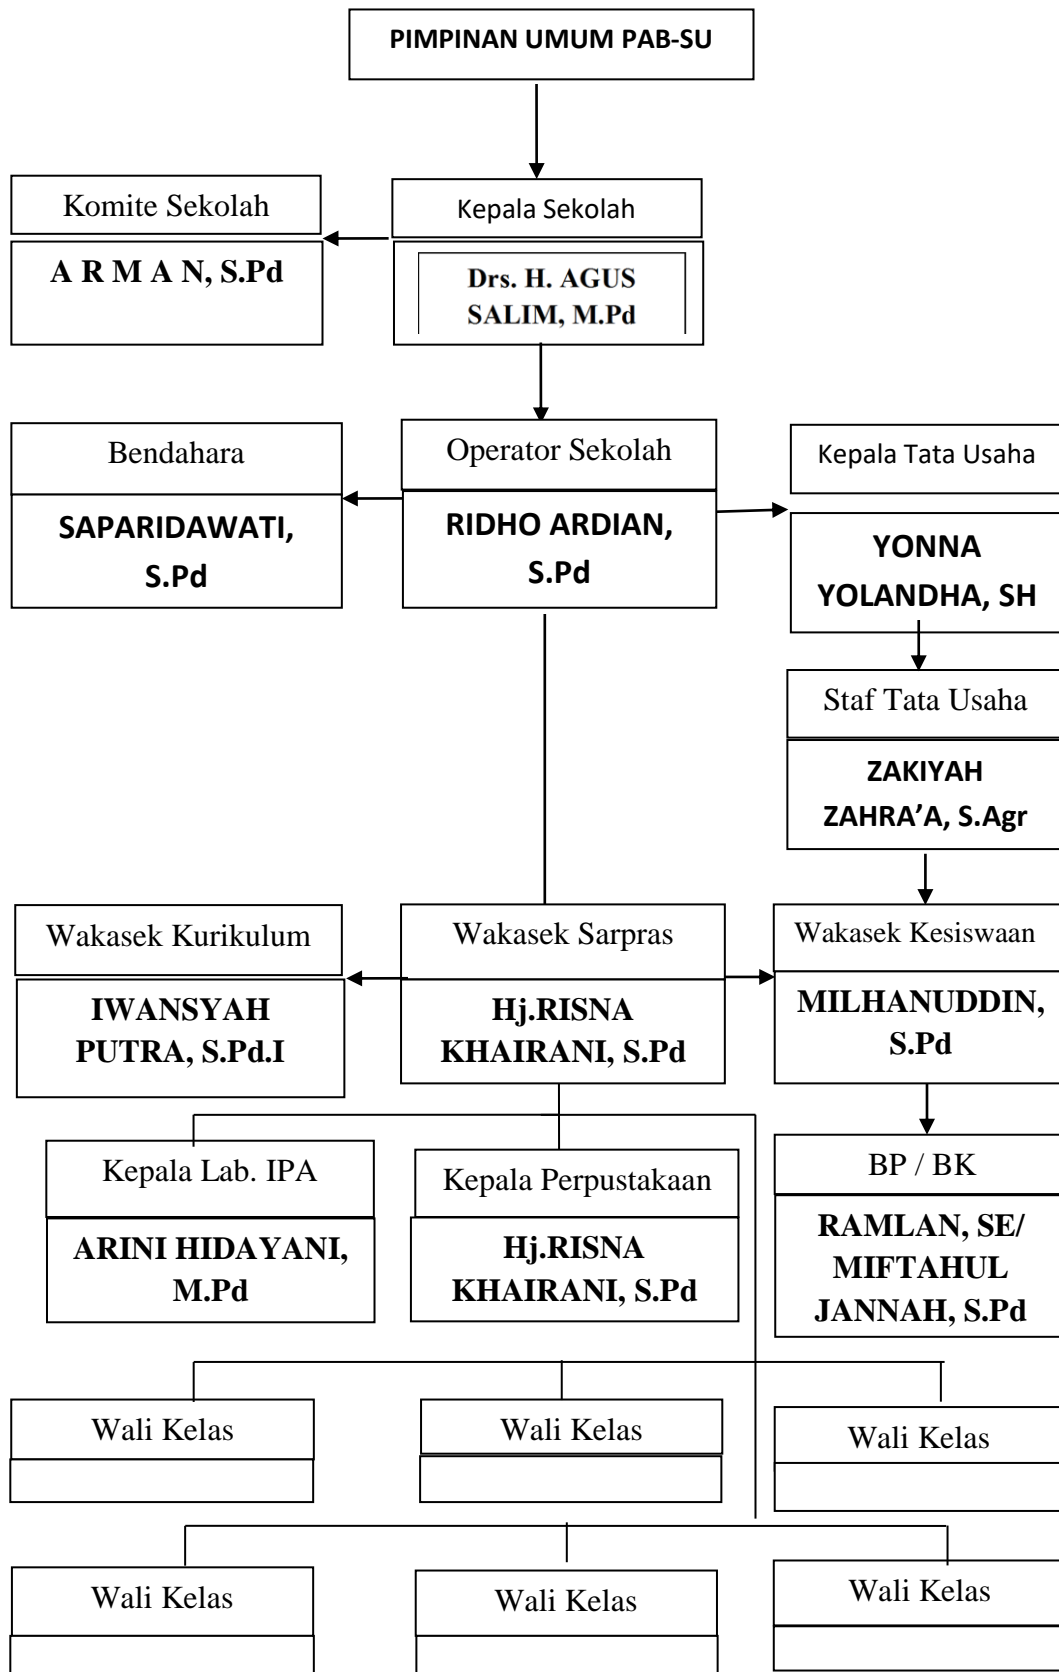 PIMPINAN UMUM PAB-SU
Komite Sekolah
A R M A N, S.Pd
Kepala Sekolah
Drs. H. AGUS
SALIM, M.Pd
Bendahara
SAPARIDAWATI,
S.Pd
Operator Sekolah
RIDHO ARDIAN,
S.Pd
Kepala Tata Usaha
YONNA
YOLANDHA, SH
Staf Tata Usaha
ZAKIYAH
ZAHRA’A, S.Agr
Wakasek Kurikulum
IWANSYAH
PUTRA, S.Pd.I
Wakasek Sarpras
Hj.RISNA
KHAIRANI, S.Pd
Wakasek Kesiswaan
MILHANUDDIN,
S.Pd
Kepala Lab. IPA
ARINI HIDAYANI,
M.Pd
Kepala Perpustakaan
Hj.RISNA
KHAIRANI, S.Pd
BP / BK
RAMLAN, SE/
MIFTAHUL
JANNAH, S.Pd
Wali Kelas
Wali Kelas
Wali Kelas
Wali Kelas
Wali Kelas
Wali Kelas